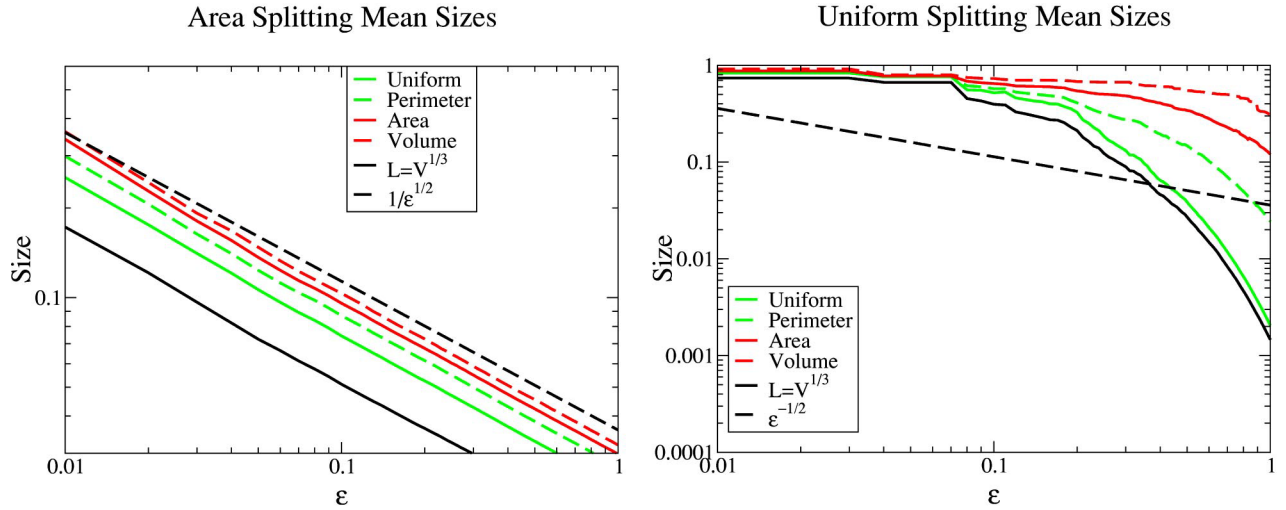 Area Splitting Mean Sizes
Uniform
Perimeter
Area
Volume
L=V^{1/3}
1/ε^{1/2}
Size
0.1
0.01
0.1
1
ε
Uniform Splitting Mean Sizes
1
0.1
0.01
0.001
0.0001
Size
Uniform
Perimeter
Area
Volume
L=V^{1/3}
ε^{-1/2}
0.01
0.1
1
ε